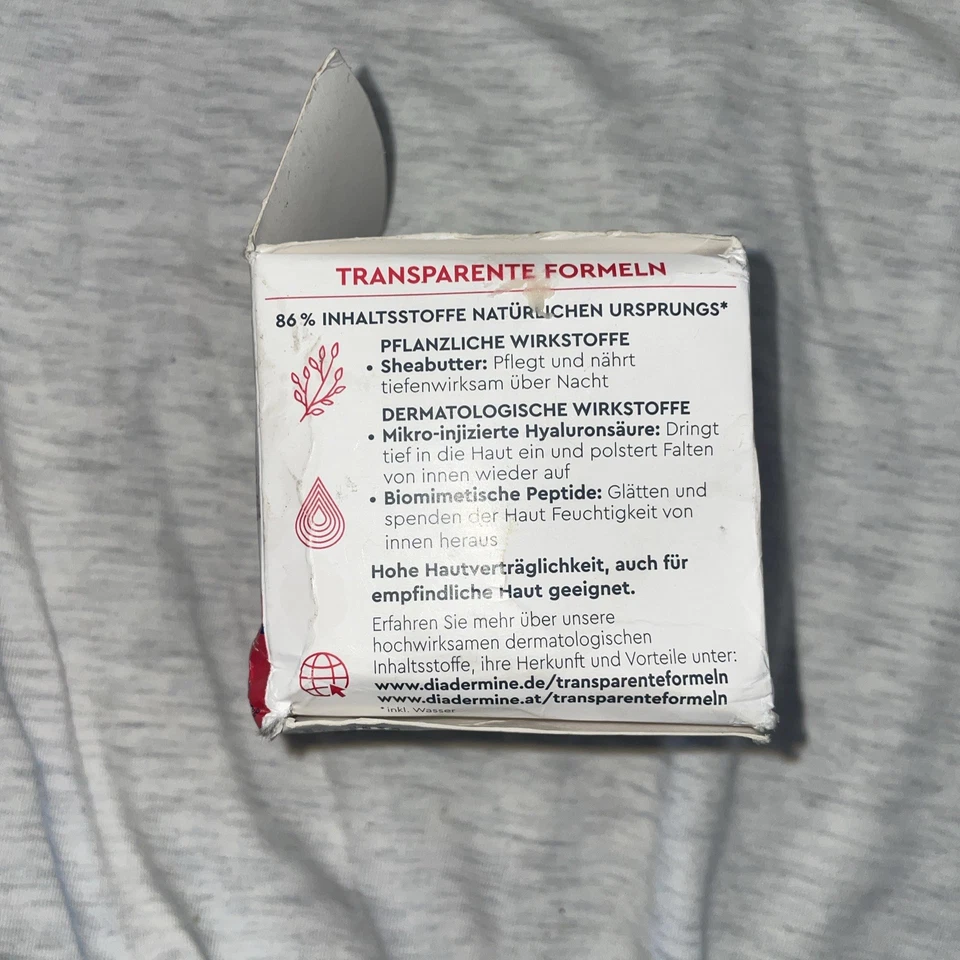 TRANSPARENTE FORMELN
86 % INHALTSSTOFFE NATÜRLICHEN URSPRUNGS*
PFLANZLICHE WIRKSTOFFE
• Sheabutter: Pflegt und nährt
tiefenwirksam über Nacht
DERMATOLOGISCHE WIRKSTOFFE
• Mikro-injizierte Hyaluronsäure: Dringt
tief in die Haut ein und polstert Falten
von innen wieder auf
• Biomimetische Peptide: Glätten und
spenden der Haut Feuchtigkeit von
innen heraus
Hohe Hautverträglichkeit, auch für
empfindliche Haut geeignet.
Erfahren Sie mehr über unsere
hochwirksamen dermatologischen
Inhaltsstoffe, ihre Herkunft und Vorteile unter:
www.diadermine.de/transparenteformeln
www.diadermine.at/transparenteformeln
*inkl. Wasser